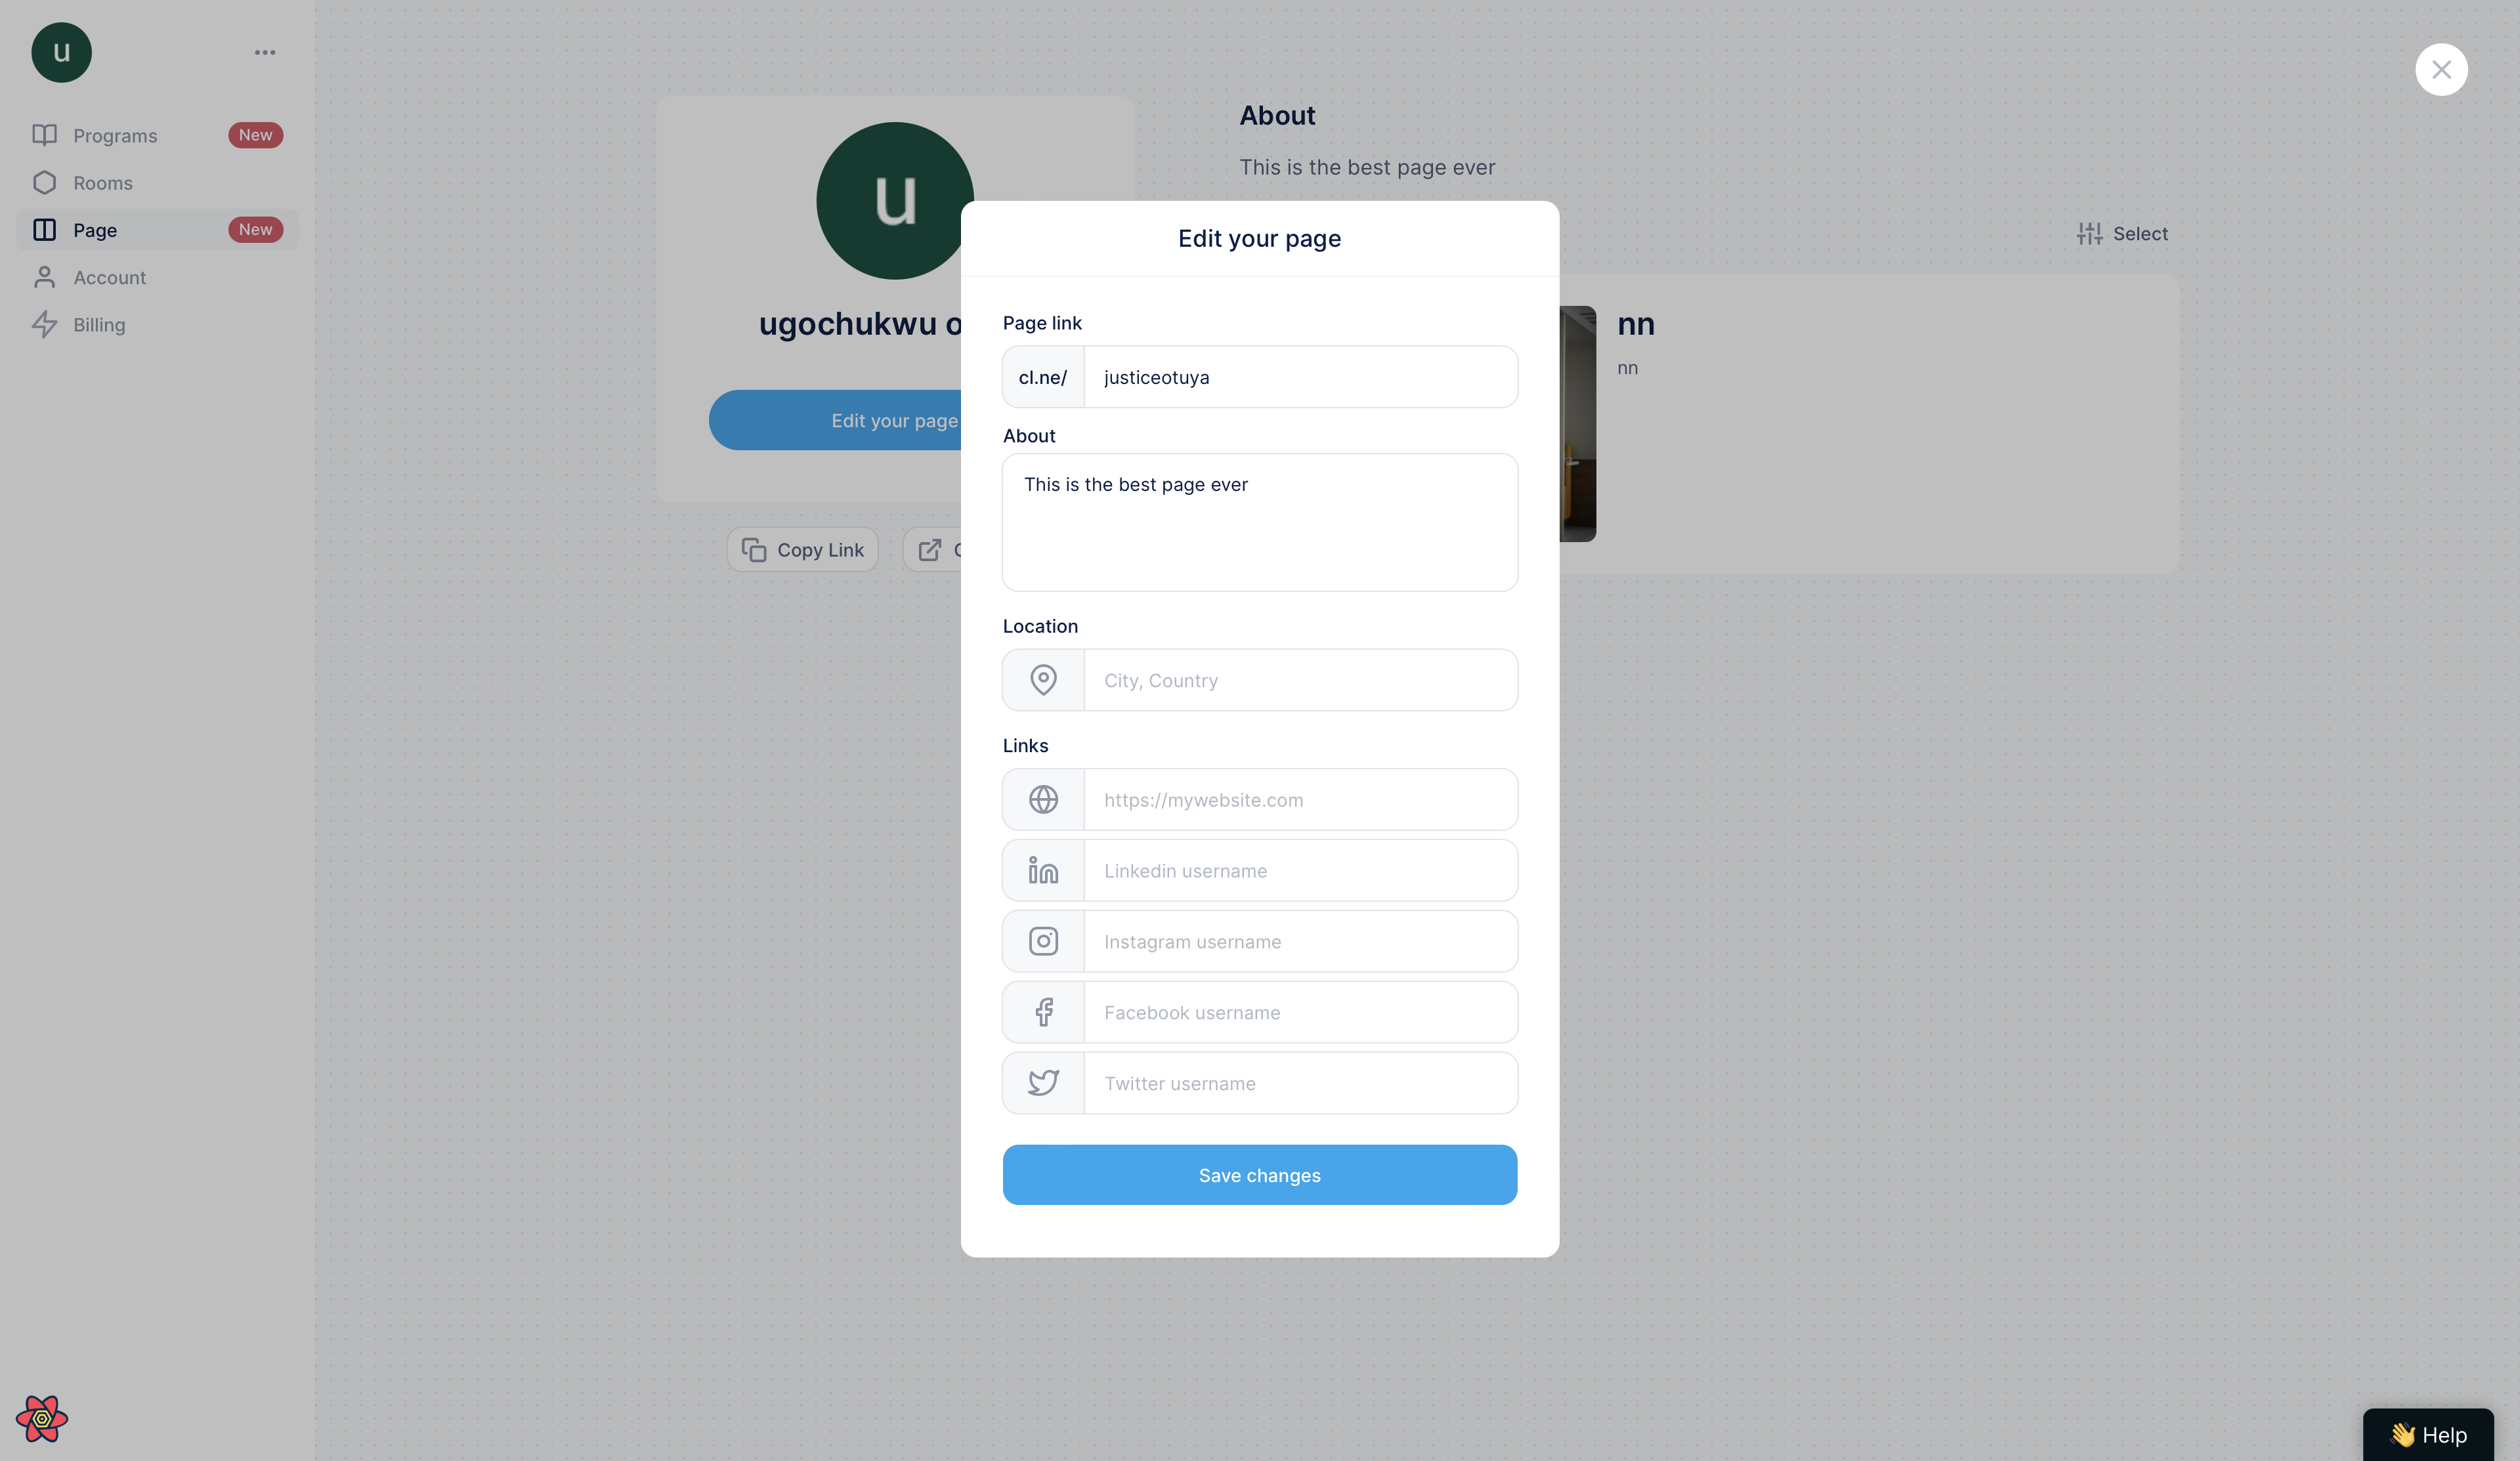 u
Programs
New
Rooms
Page
New
Account
Billing
u
ugochukwu o
Edit your page
Copy Link
About
This is the best page ever
Select
nn
nn
Edit your page
Page link
cl.ne/
justiceotuya
About
This is the best page ever
Location
City, Country
Links
https://mywebsite.com
Linkedin username
Instagram username
Facebook username
Twitter username
Save changes
👋 Help